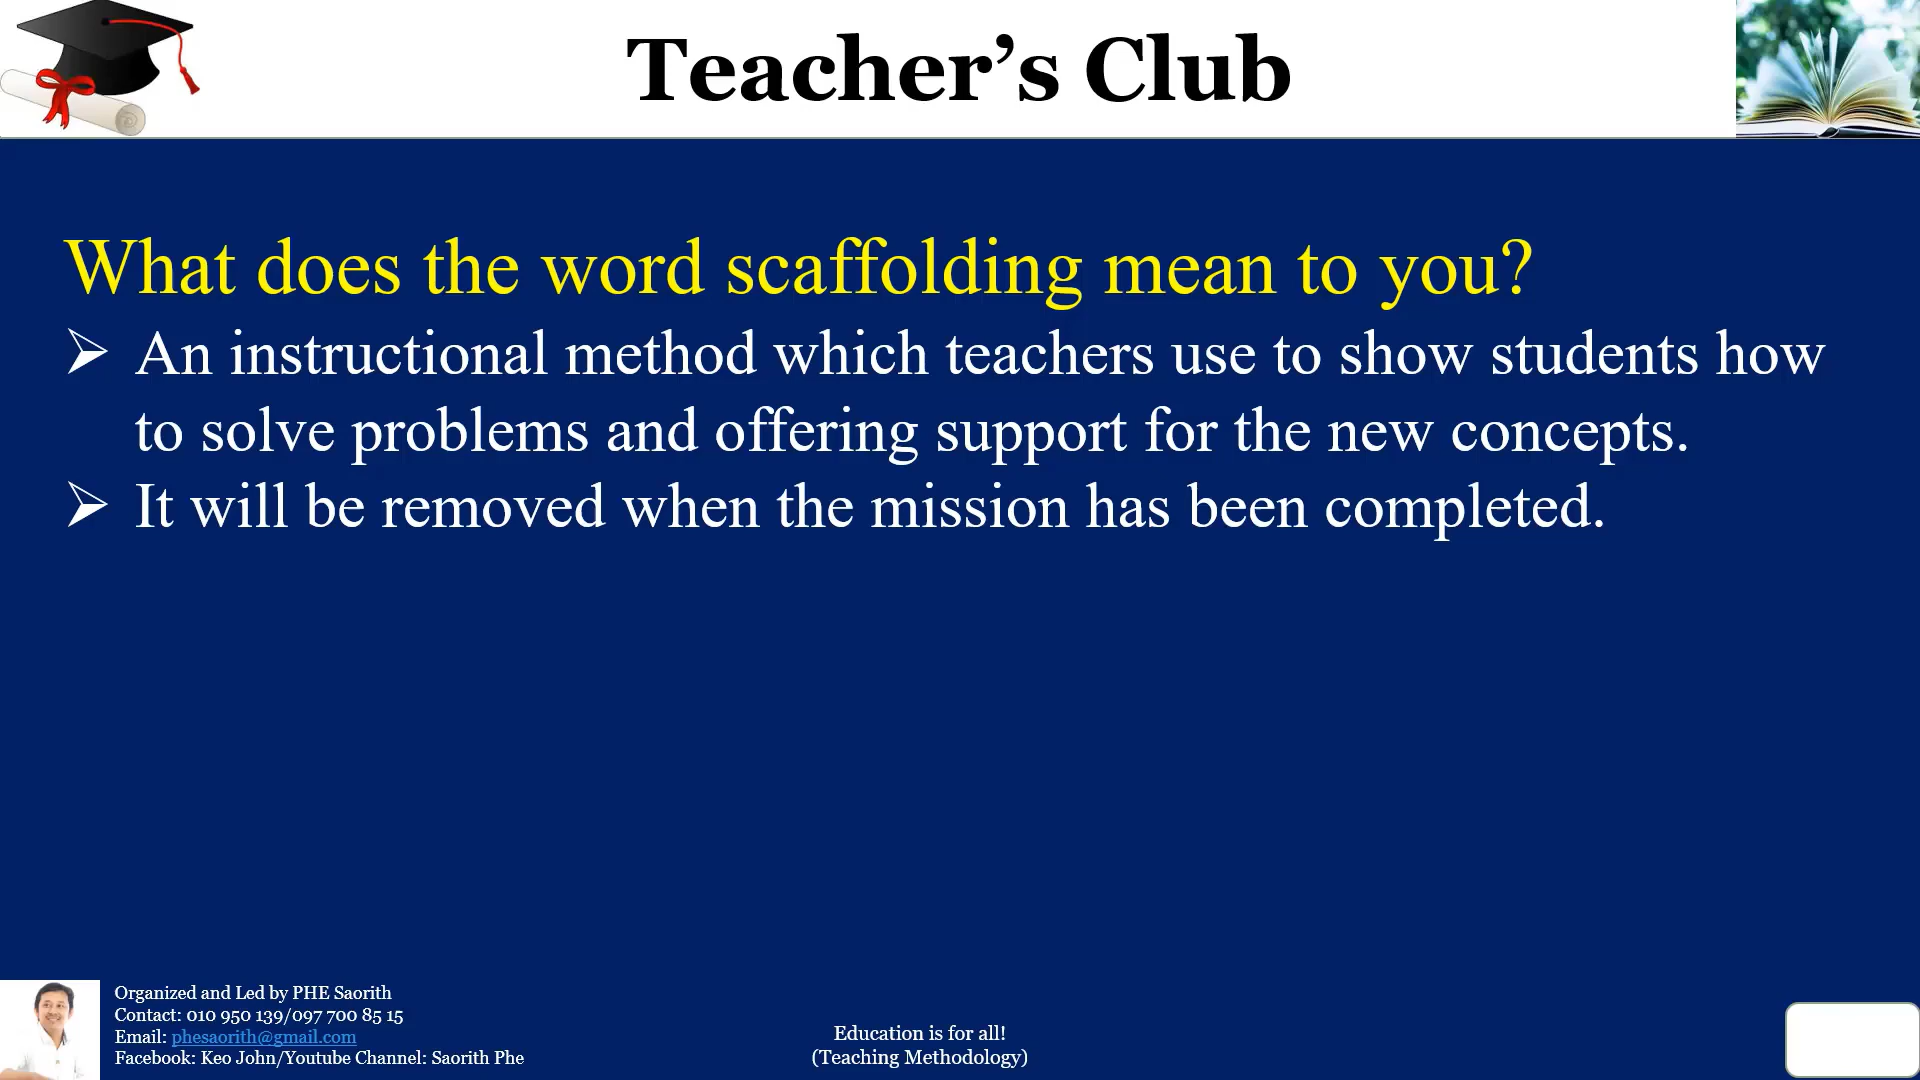 Teacher’s Club
What does the word scaffolding mean to you?
➢ An instructional method which teachers use to show students how
to solve problems and offering support for the new concepts.
➢ It will be removed when the mission has been completed.
Organized and Led by PHE Saorith
Contact: 010 950 139/097 700 85 15
Email: phesaorith@gmail.com
Facebook: Keo John/Youtube Channel: Saorith Phe
Education is for all!
(Teaching Methodology)